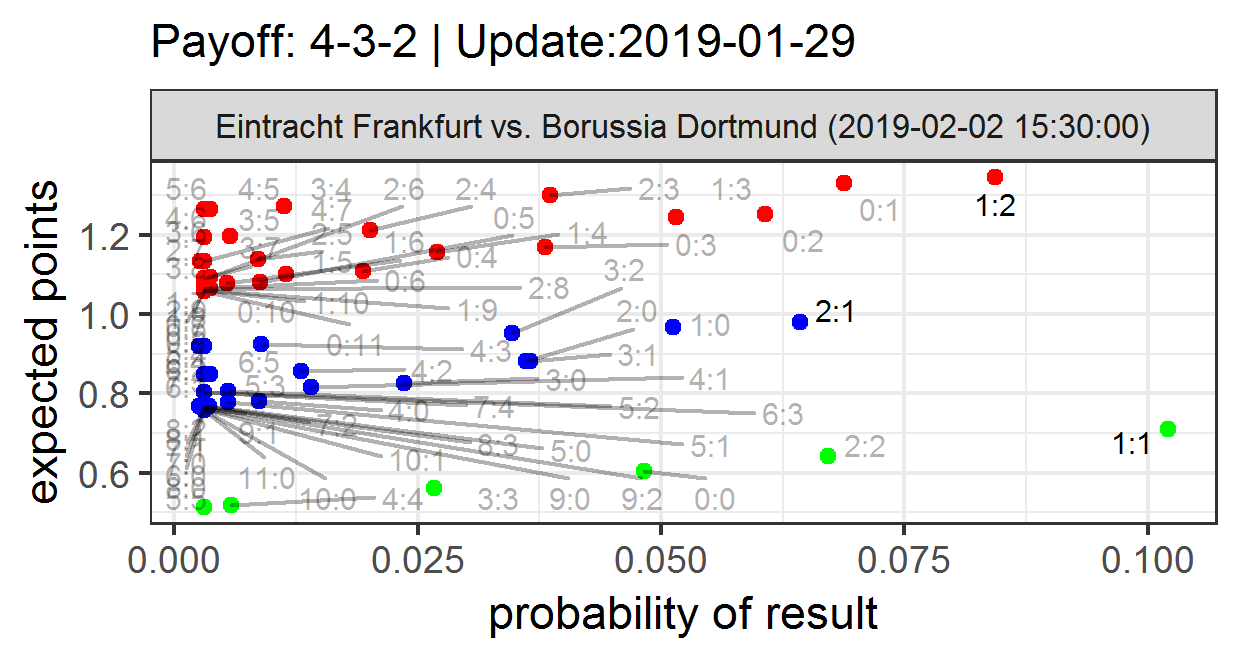 Payoff: 4-3-2 | Update:2019-01-29
Eintracht Frankfurt vs. Borussia Dortmund (2019-02-02 15:30:00)
expected points
1.2
1.0
0.8
0.6
5:6 4:5 3:4 2:6 2:4 2:3 1:3
4:7 0:1
3:5 0:5 1:2
3:7 2:5 1:6 1:4 0:3 0:2
1:5 0:4 3:2
0:6 2:8
1:10 1:9 2:0 2:1
0:10 1:0
0:11 4:3 3:1
6:5 4:2 3:0 4:1
5:3 4:0 7:4 5:2 6:3
7:2 9:1 8:3 5:0 5:1 2:2 1:1
10:1
11:0
10:0 4:4 3:3 9:0 9:2 0:0
0.000 0.025 0.050 0.075 0.100
probability of result